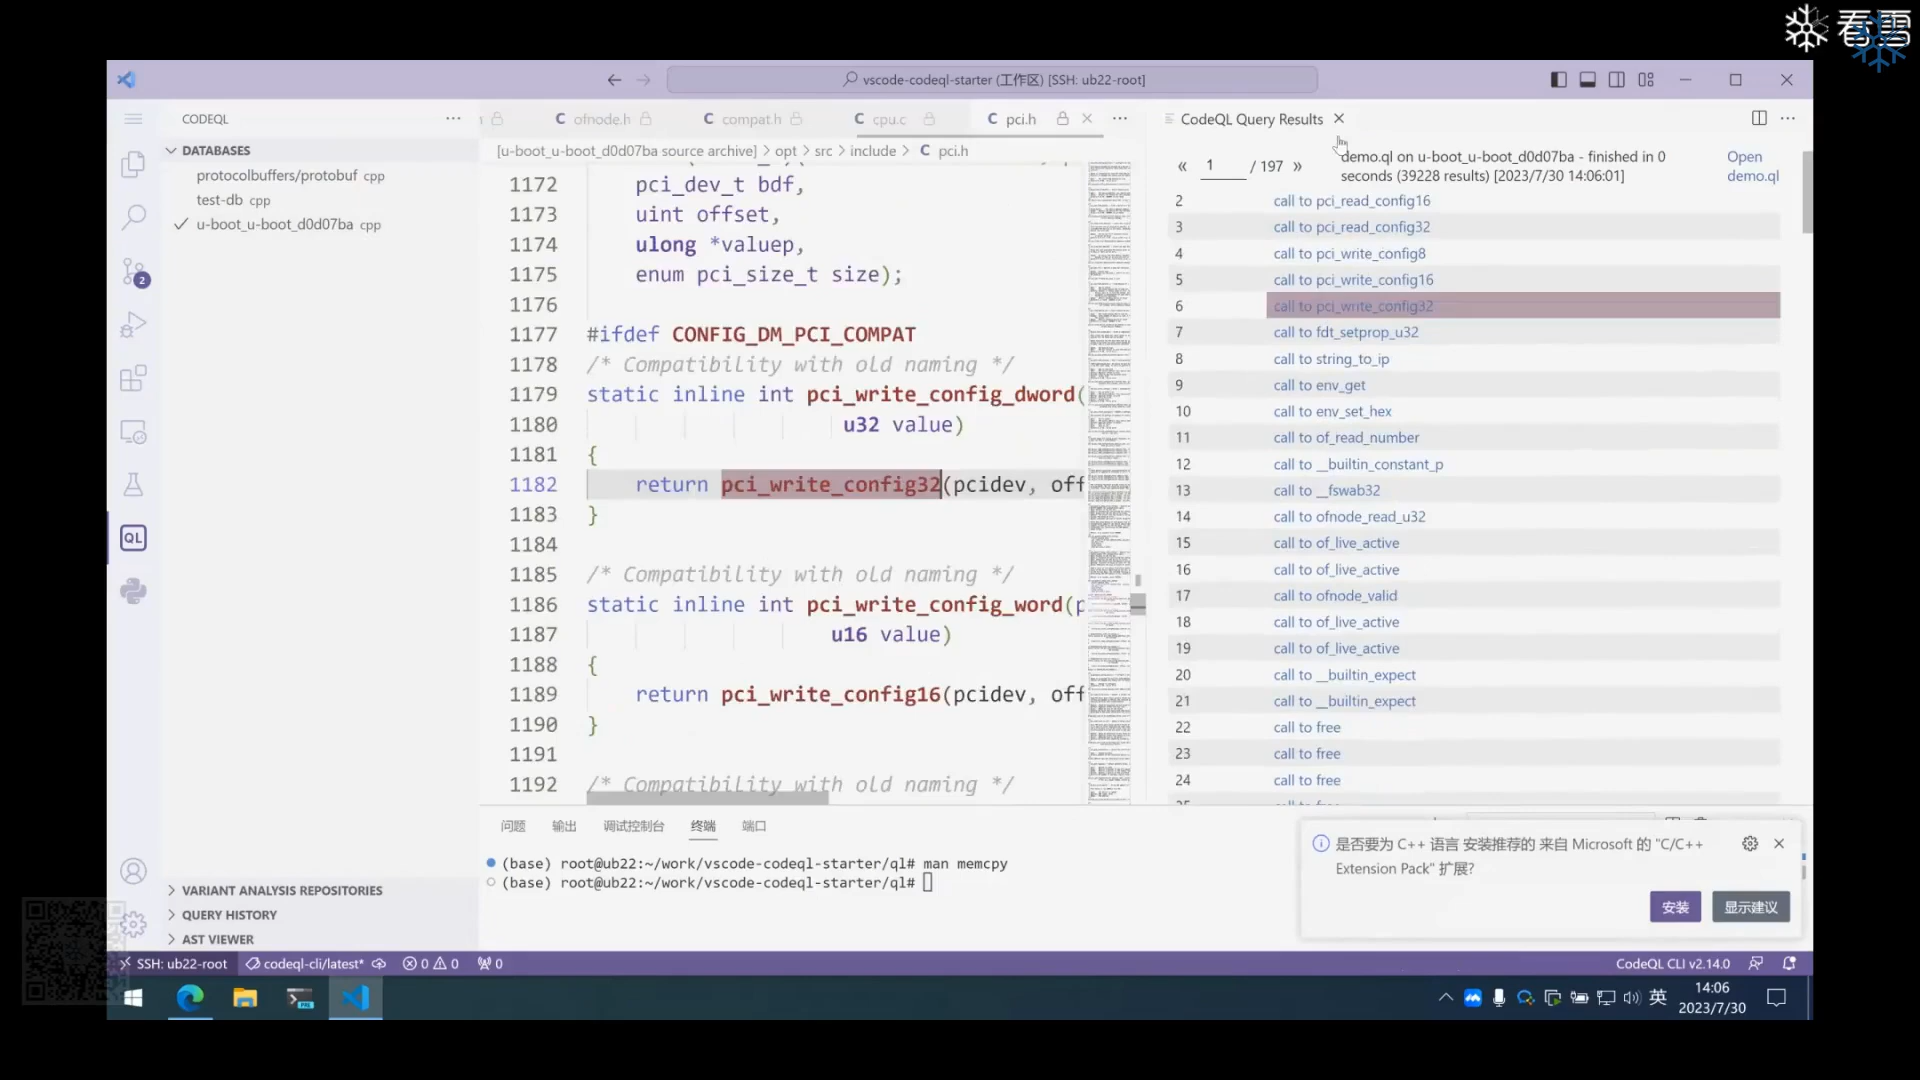 看雪
vscode-codeql-starter (工作区) [SSH: ub22-root]
CODEQL
DATABASES
protocolbuffers/protobuf cpp
test-db cpp
u-boot_u-boot_d0d07ba cpp
2
QL
VARIANT ANALYSIS REPOSITORIES
QUERY HISTORY
AST VIEWER
C ofnode.h
C compat.h
C cpu.c
C pci.h
[u-boot_u-boot_d0d07ba source archive] > opt > src > include > C pci.h
1172 pci_dev_t bdf,
1173 uint offset,
1174 ulong *valuep,
1175 enum pci_size_t size);
1176
1177 #ifdef CONFIG_DM_PCI_COMPAT
1178 /* Compatibility with old naming */
1179 static inline int pci_write_config_dword(
1180 u32 value)
1181 {
1182 return pci_write_config32(pcidev, off
1183 }
1184
1185 /* Compatibility with old naming */
1186 static inline int pci_write_config_word(p
1187 u16 value)
1188 {
1189 return pci_write_config16(pcidev, off
1190 }
1191
1192 /* Compatibility with old naming */
CodeQL Query Results
« 1 / 197 »
demo.ql on u-boot_u-boot_d0d07ba - finished in 0
seconds (39228 results) [2023/7/30 14:06:01]
Open
demo.ql
2 call to pci_read_config16
3 call to pci_read_config32
4 call to pci_write_config8
5 call to pci_write_config16
6 call to pci_write_config32
7 call to fdt_setprop_u32
8 call to string_to_ip
9 call to env_get
10 call to env_set_hex
11 call to of_read_number
12 call to __builtin_constant_p
13 call to __fswab32
14 call to ofnode_read_u32
15 call to of_live_active
16 call to of_live_active
17 call to ofnode_valid
18 call to of_live_active
19 call to of_live_active
20 call to __builtin_expect
21 call to __builtin_expect
22 call to free
23 call to free
24 call to free
问题 输出 调试控制台 终端 端口
(base) root@ub22:~/work/vscode-codeql-starter/ql# man memcpy
(base) root@ub22:~/work/vscode-codeql-starter/ql#
是否要为 C++ 语言 安装推荐的 来自 Microsoft 的 "C/C++
Extension Pack" 扩展?
安装
显示建议
SSH: ub22-root codeql-cli/latest* 0 0 0
CodeQL CLI v2.14.0
英
14:06
2023/7/30